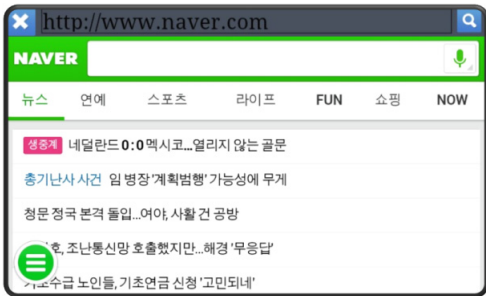 http://www.naver.com
NAVER
뉴스 연예 스포츠 라이프 FUN 쇼핑 NOW
생중계 네덜란드 0 : 0 멕시코...열리지 않는 골문
총기난사 사건 임 병장 '계획범행' 가능성에 무게
청문 정국 본격 돌입...여야, 사활 건 공방
호, 조난통신망 호출했지만...해경 '무응답'
수급 노인들, 기초연금 신청 '고민되네'